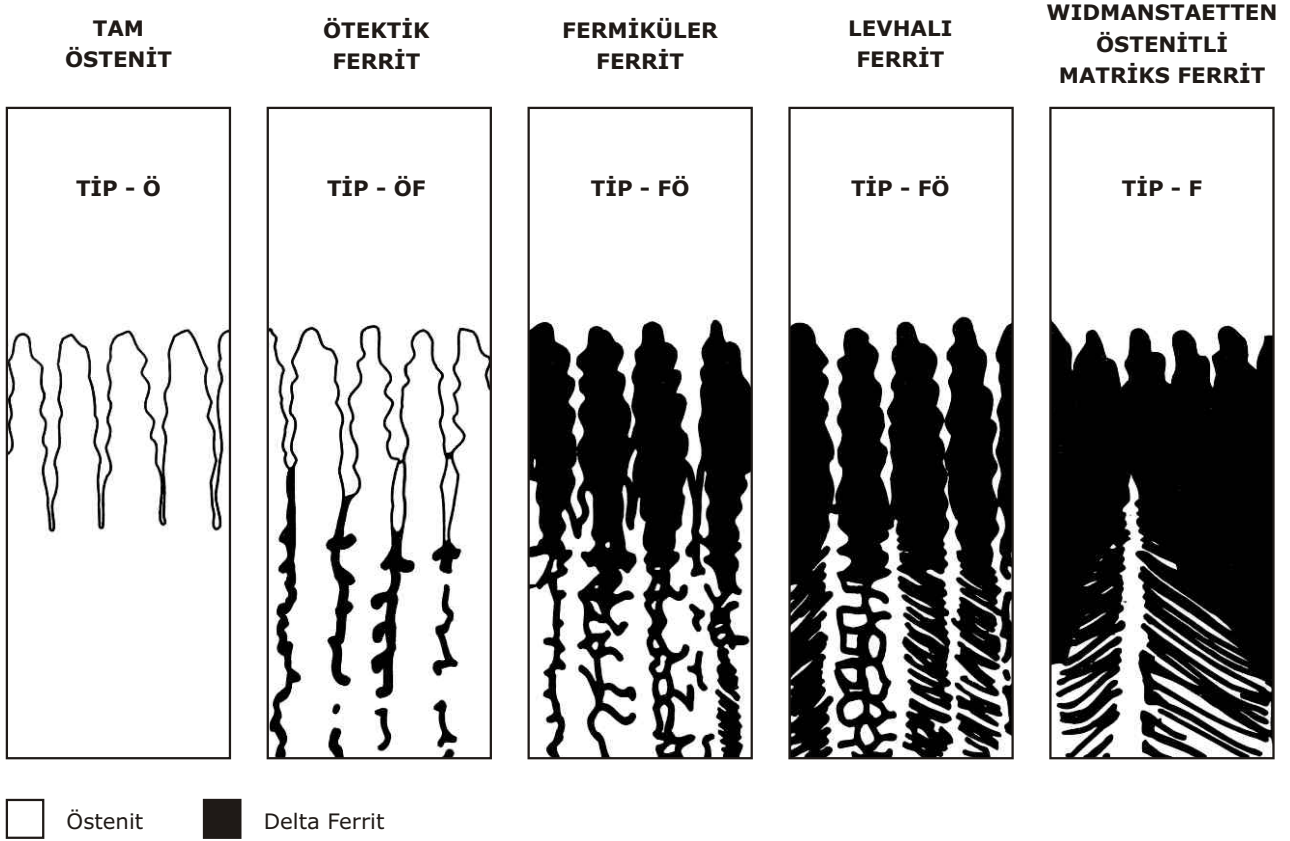 TAM
ÖSTENİT
ÖTEKTİK
FERRİT
FERMİKÜLER
FERRİT
LEVHALI
FERRİT
WIDMANSTAETTEN
ÖSTENİTLİ
MATRİKS FERRİT
TİP - Ö
TİP - ÖF
TİP - FÖ
TİP - FÖ
TİP - F
Östenit
Delta Ferrit